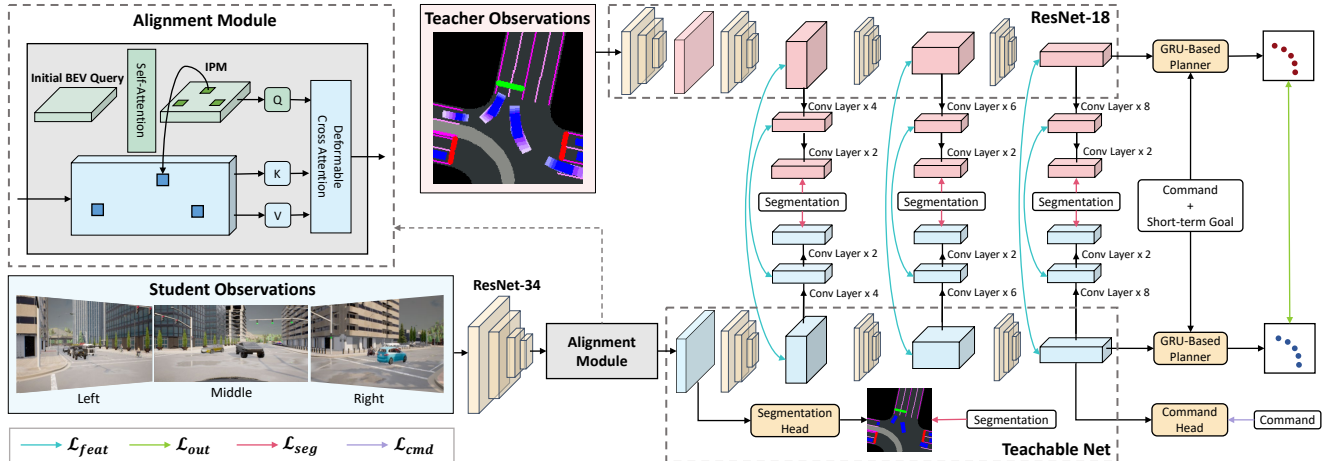 Alignment Module
Initial BEV Query
Self-Attention
IPM
Q
K
V
Deformable
Cross Attention
Teacher Observations
ResNet-18
GRU-Based
Planner
Conv Layer x 4
Conv Layer x 6
Conv Layer x 8
Conv Layer x 2
Conv Layer x 2
Conv Layer x 2
Segmentation
Segmentation
Segmentation
Command
+
Short-term Goal
Conv Layer x 2
Conv Layer x 2
Conv Layer x 2
Conv Layer x 4
Conv Layer x 6
Conv Layer x 8
Student Observations
Left
Middle
Right
ResNet-34
Alignment
Module
GRU-Based
Planner
Segmentation
Head
Segmentation
Teachable Net
Command
Head
Command
ℒfeat
ℒout
ℒseg
ℒcmd